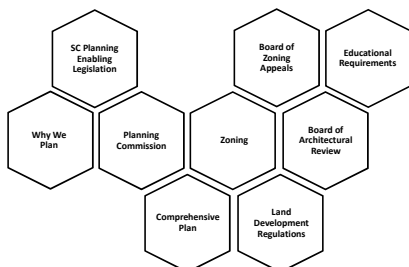 SC Planning
Enabling
Legislation
Board of
Zoning
Appeals
Educational
Requirements
Why We
Plan
Planning
Commission
Zoning
Board of
Architectural
Review
Comprehensive
Plan
Land
Development
Regulations